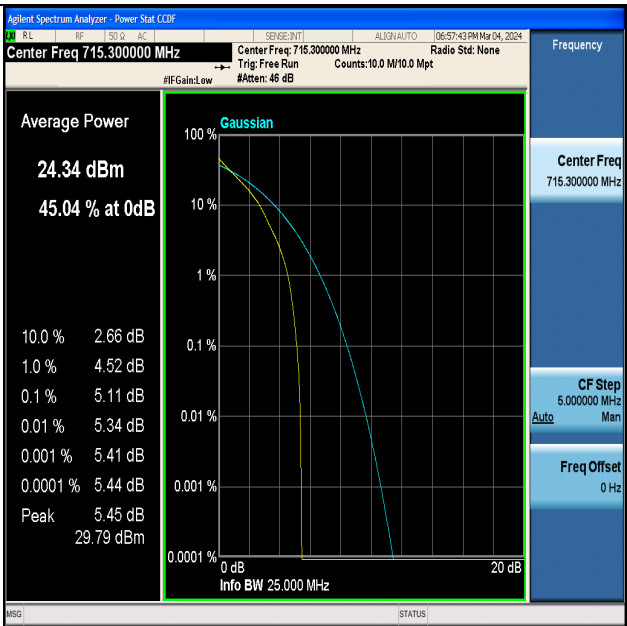 Agilent Spectrum Analyzer - Power Stat CCDF
LXI RL RF 50 Ω AC SENSE:INT ALIGN AUTO 06:57:43 PM Mar 04, 2024
Center Freq 715.300000 MHz
Center Freq: 715.300000 MHz Radio Std: None
Trig: Free Run Counts:10.0 M/10.0 Mpt
#IFGain:Low #Atten: 46 dB
Frequency
Average Power
24.34 dBm
45.04 % at 0dB
10.0 % 2.66 dB
1.0 % 4.52 dB
0.1 % 5.11 dB
0.01 % 5.34 dB
0.001 % 5.41 dB
0.0001 % 5.44 dB
Peak 5.45 dB
29.79 dBm
Gaussian
100 %
10 %
1 %
0.1 %
0.01 %
0.001 %
0.0001 %
0 dB 20 dB
Info BW 25.000 MHz
Center Freq
715.300000 MHz
CF Step
5.000000 MHz
Auto Man
Freq Offset
0 Hz
MSG STATUS